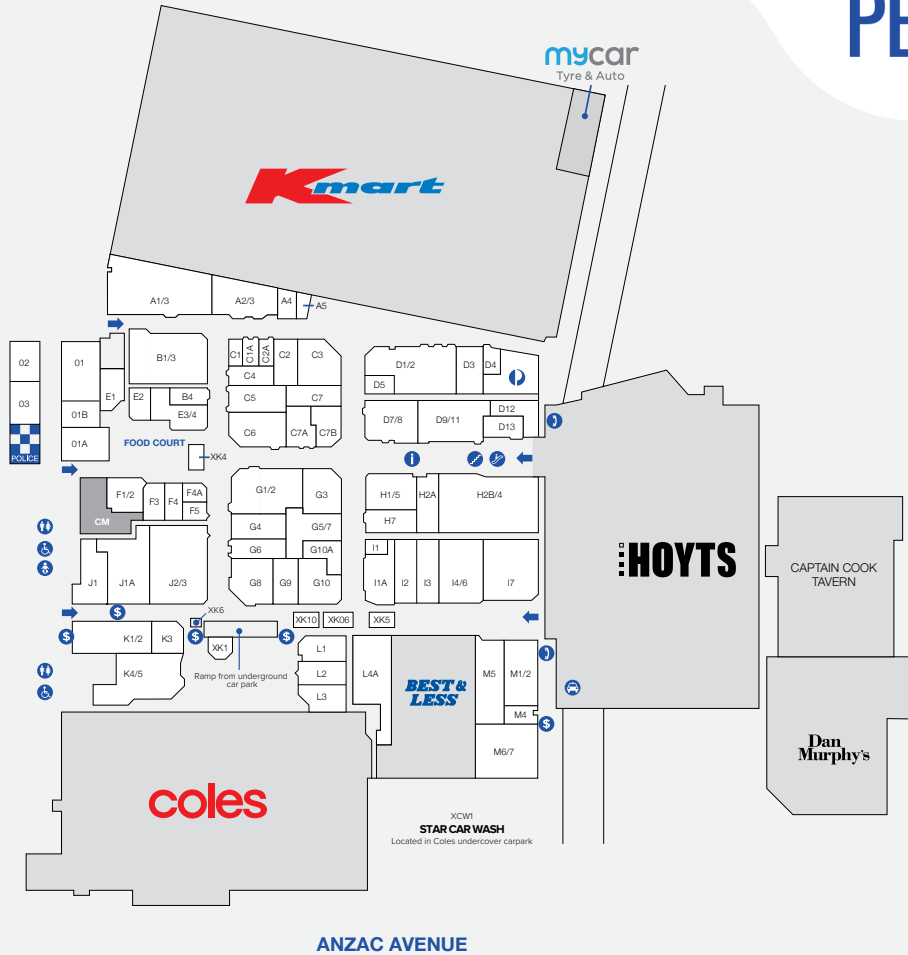 PE
mycar
Tyre & Auto
Kmart
A1/3
A2/3
A4
A5
02
03
POLICE
01
01B
01A
E1
B1/3
E2
B4
E3/4
FOOD COURT
XK4
C1
C1A
C2A
C2
C3
C4
C5
C7
C6
C7A
C7B
D1/2
D3
D4
D5
D7/8
D9/11
D12
D13
i
F1/2
F3
F4
F4A
F5
CM
G1/2
G3
G4
G5/7
G6
G10A
G8
G9
G10
H1/5
H2A
H2B/4
H7
I1
I1A
I2
I3
I4/6
I7
J1
J1A
J2/3
$
$
$
$
XK6
XK10
XK06
XK5
K1/2
K3
XK1
K4/5
Ramp from underground
car park
L1
L2
L3
L4A
BEST &
LESS
M5
M1/2
M4
$
M6/7
HOYTS
CAPTAIN COOK
TAVERN
Dan
Murphy's
coles
XCW1
STAR CAR WASH
Located in Coles undercover carpark
ANZAC AVENUE